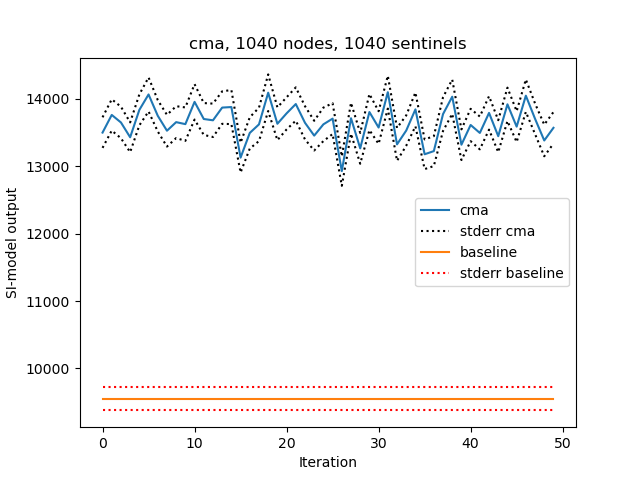 cma, 1040 nodes, 1040 sentinels
14000
13000
12000
11000
10000
SI-model output
cma
stderr cma
baseline
stderr baseline
0
10
20
30
40
50
Iteration